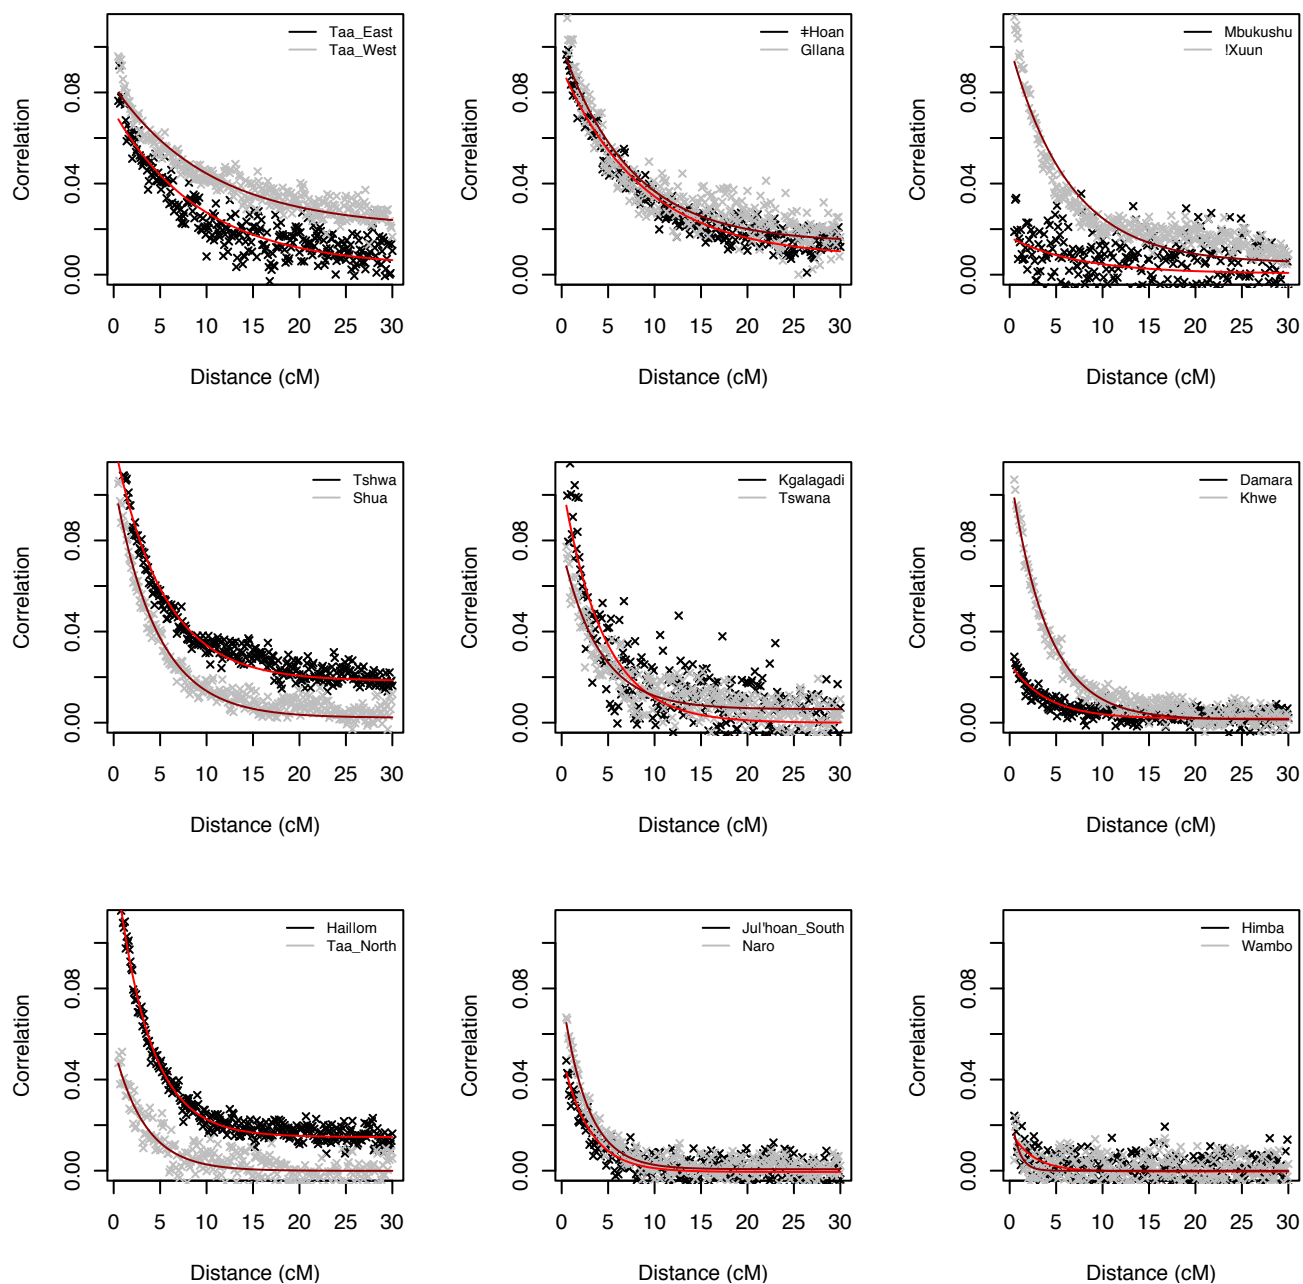 Taa_East
Taa_West
Correlation
0.08
0.04
0.00
0 5 10 15 20 25 30
Distance (cM)
ǂHoan
Gllana
Correlation
0.08
0.04
0.00
0 5 10 15 20 25 30
Distance (cM)
Mbukushu
!Xuun
Correlation
0.08
0.04
0.00
0 5 10 15 20 25 30
Distance (cM)
Tshwa
Shua
Correlation
0.08
0.04
0.00
0 5 10 15 20 25 30
Distance (cM)
Kgalagadi
Tswana
Correlation
0.08
0.04
0.00
0 5 10 15 20 25 30
Distance (cM)
Damara
Khwe
Correlation
0.08
0.04
0.00
0 5 10 15 20 25 30
Distance (cM)
Haillom
Taa_North
Correlation
0.08
0.04
0.00
0 5 10 15 20 25 30
Distance (cM)
Jul'hoan_South
Naro
Correlation
0.08
0.04
0.00
0 5 10 15 20 25 30
Distance (cM)
Himba
Wambo
Correlation
0.08
0.04
0.00
0 5 10 15 20 25 30
Distance (cM)